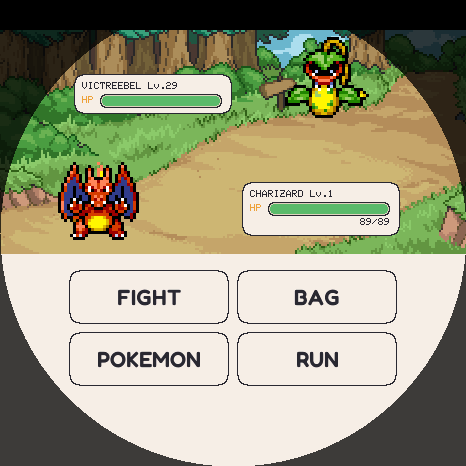 VICTREEBEL Lv.29
HP
CHARIZARD Lv.1
HP
89/89
FIGHT
BAG
POKEMON
RUN